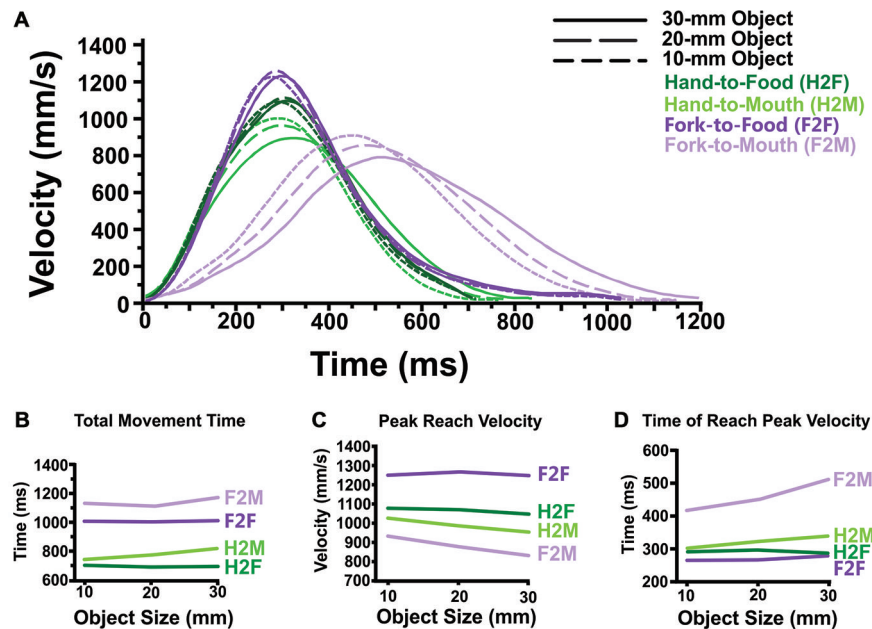 A
30-mm Object
20-mm Object
10-mm Object
Hand-to-Food (H2F)
Hand-to-Mouth (H2M)
Fork-to-Food (F2F)
Fork-to-Mouth (F2M)
Velocity (mm/s)
1400
1200
1000
800
600
400
200
0
0 200 400 600 800 1000 1200
Time (ms)
B Total Movement Time
Time (ms)
1400
1200
1000
800
600
F2M
F2F
H2M
H2F
10 20 30
Object Size (mm)
C Peak Reach Velocity
Velocity (mm/s)
1400
1300
1200
1100
1000
900
800
700
F2F
H2F
H2M
F2M
10 20 30
Object Size (mm)
D Time of Reach Peak Velocity
Time (ms)
600
500
400
300
200
F2M
H2M
H2F
F2F
10 20 30
Object Size (mm)